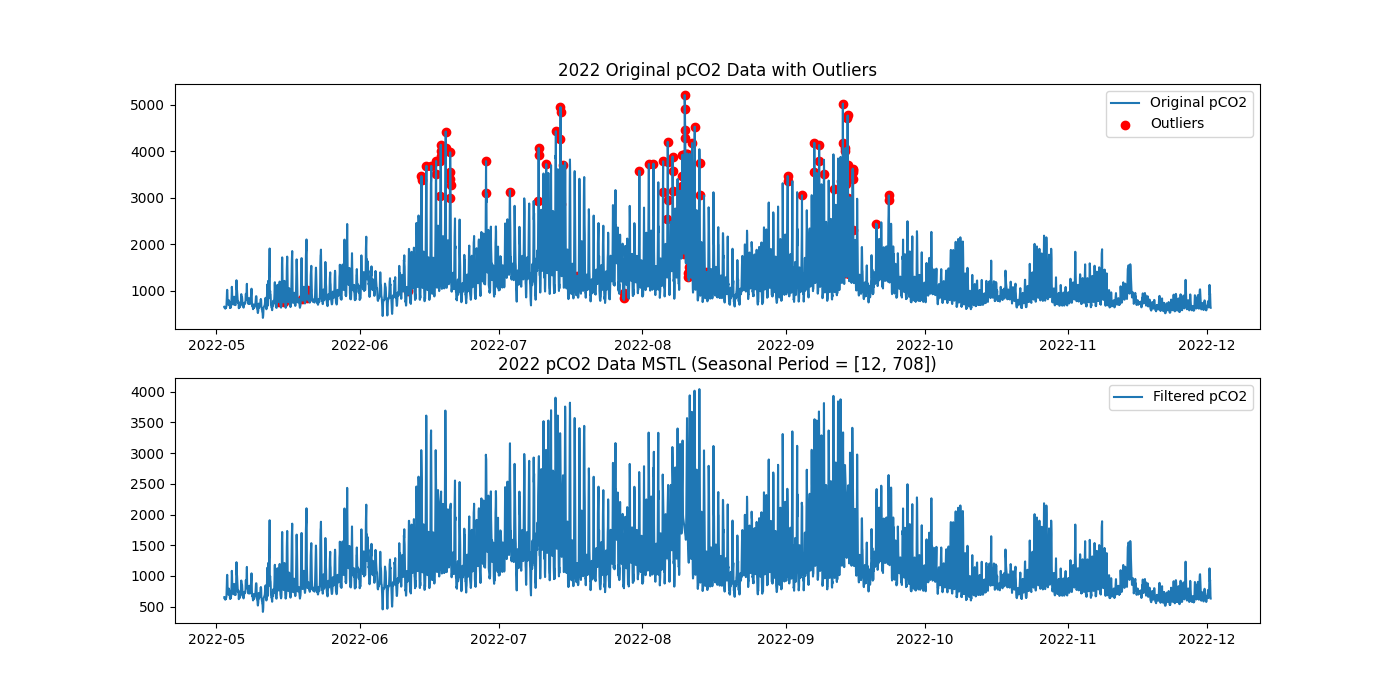 2022 Original pCO2 Data with Outliers
5000
4000
3000
2000
1000
Original pCO2
Outliers
2022-05 2022-06 2022-07 2022-08 2022-09 2022-10 2022-11 2022-12
2022 pCO2 Data MSTL (Seasonal Period = [12, 708])
4000
3500
3000
2500
2000
1500
1000
500
Filtered pCO2
2022-05 2022-06 2022-07 2022-08 2022-09 2022-10 2022-11 2022-12